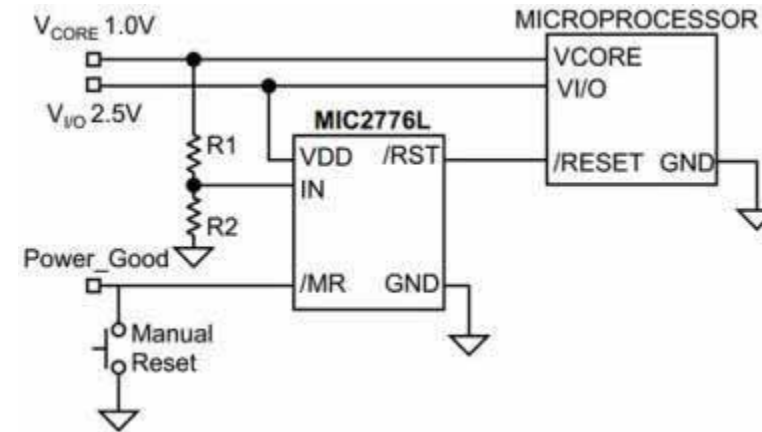 MICROPROCESSOR
VCORE 1.0V
VCORE
VI/O
VI/O 2.5V
MIC2776L
R1
VDD /RST
/RESET GND
IN
R2
Power_Good
/MR GND
Manual
Reset